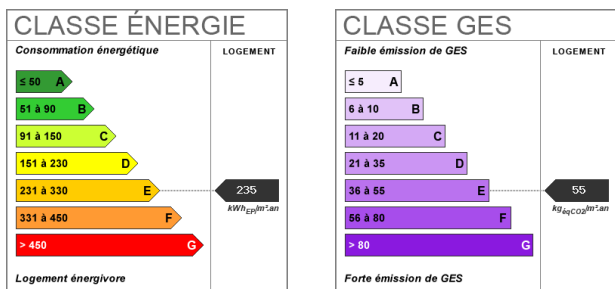 CLASSE ÉNERGIE
Consommation énergétique
LOGEMENT
≤ 50 A
51 à 90 B
91 à 150 C
151 à 230 D
231 à 330 E
235
kWhEP/m².an
331 à 450 F
> 450 G
Logement énergivore
CLASSE GES
Faible émission de GES
LOGEMENT
≤ 5 A
6 à 10 B
11 à 20 C
21 à 35 D
36 à 55 E
55
kgéqCO2/m².an
56 à 80 F
> 80 G
Forte émission de GES